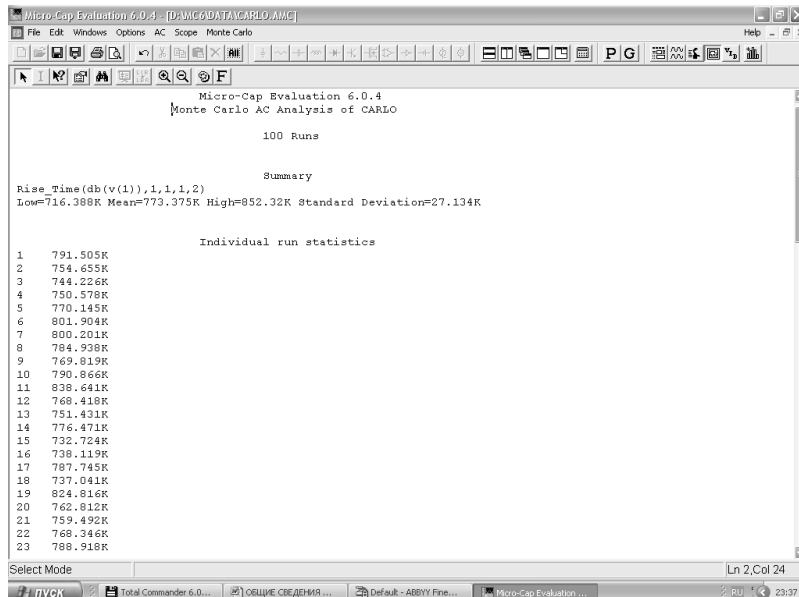 Micro-Cap Evaluation 6.0.4 - [D:\MC6\DATA\CARLO.AMC]
File Edit Windows Options AC Scope Monte Carlo Help
P G
I F
Micro-Cap Evaluation 6.0.4
Monte Carlo AC Analysis of CARLO
100 Runs
Summary
Rise_Time(db(v(1)),1,1,1,2)
Low=716.388K Mean=773.375K High=852.32K Standard Deviation=27.134K
Individual run statistics
1 791.505K
2 754.655K
3 744.226K
4 750.578K
5 770.145K
6 801.904K
7 800.201K
8 784.938K
9 769.819K
10 790.866K
11 838.641K
12 768.418K
13 751.431K
14 776.471K
15 732.724K
16 738.119K
17 787.745K
18 737.041K
19 824.816K
20 762.812K
21 759.492K
22 768.346K
23 788.918K
Select Mode Ln 2,Col 24
пуск Total Commander 6.0... ОБЩИЕ СВЕДЕНИЯ ... Default - ABBYY Fine... Micro-Cap Evaluation ... RU 23:37